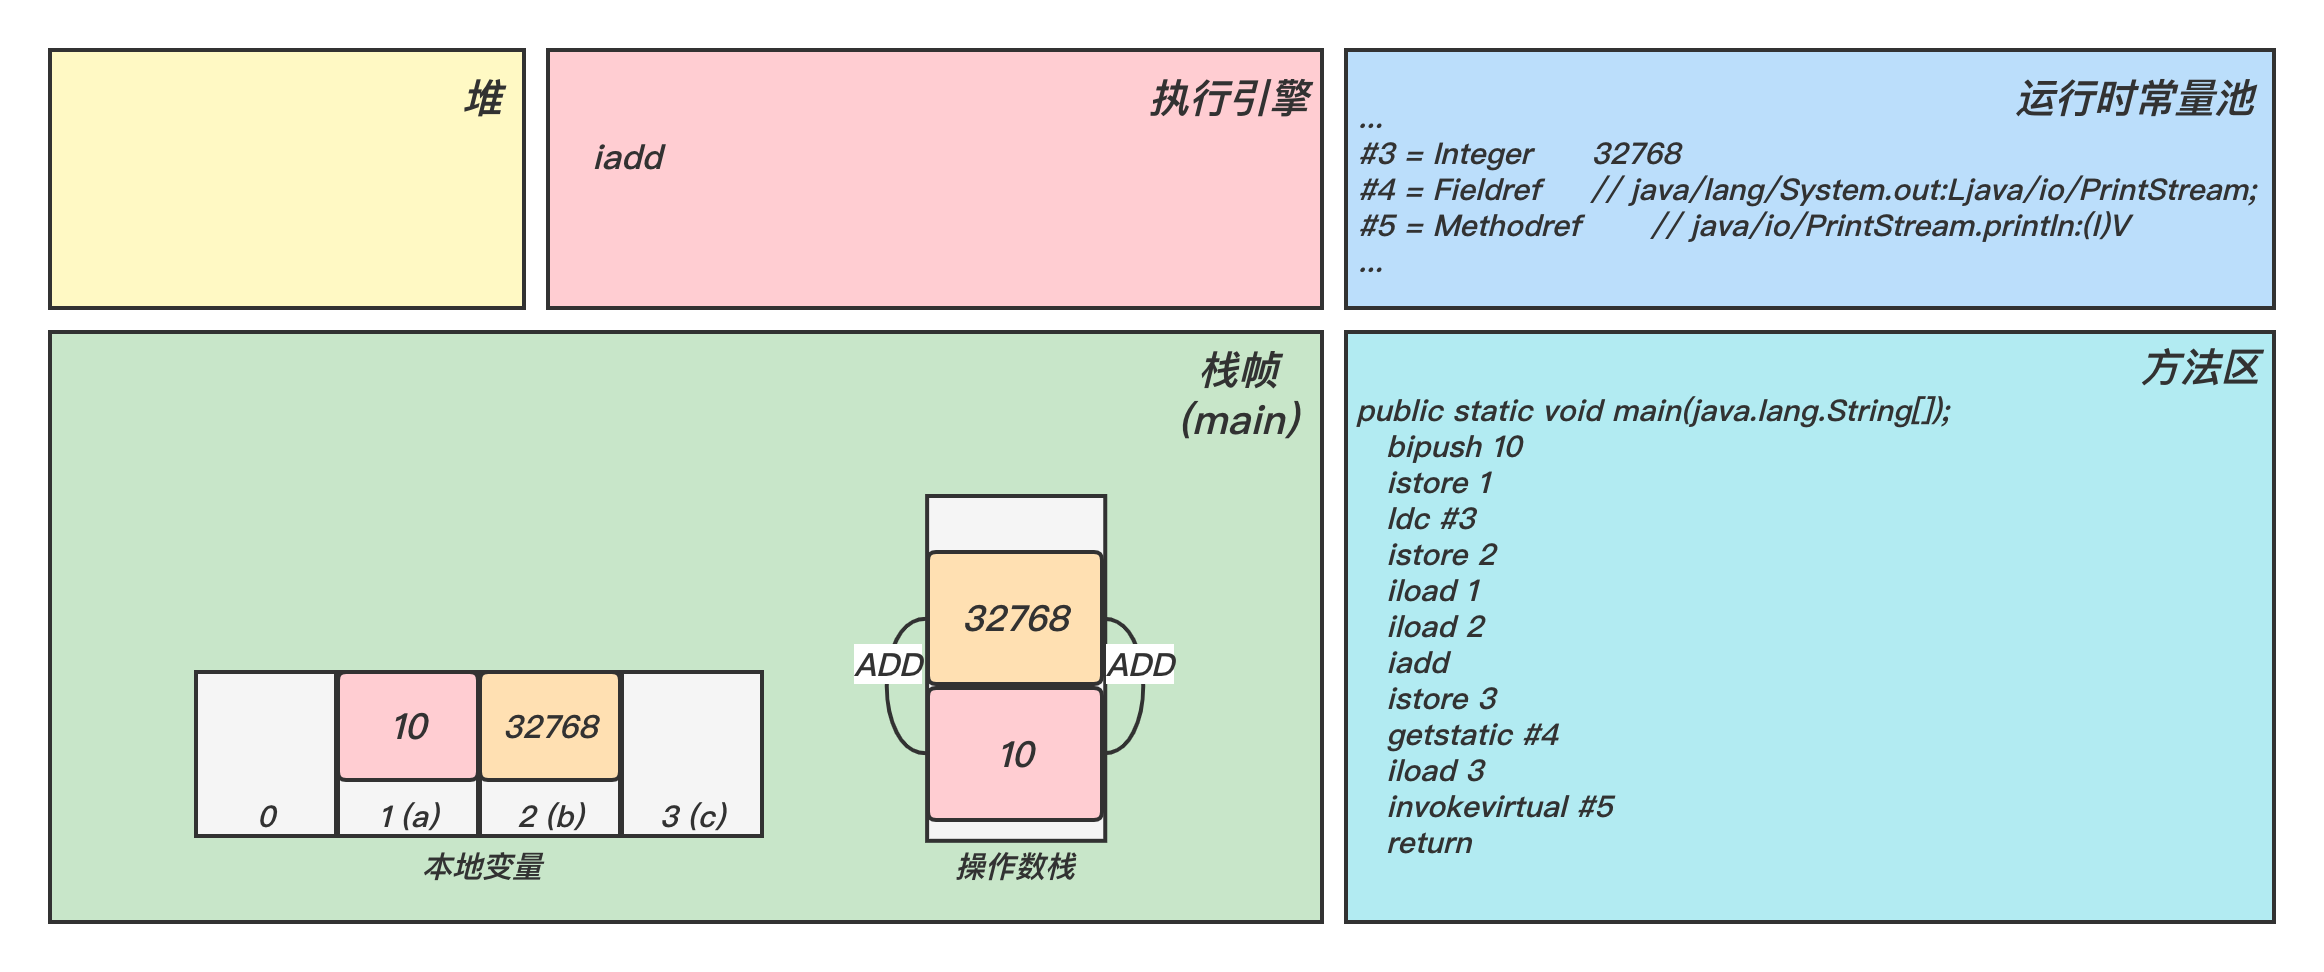 堆
执行引擎
iadd
运行时常量池
...
#3 = Integer 32768
#4 = Fieldref // java/lang/System.out:Ljava/io/PrintStream;
#5 = Methodref // java/io/PrintStream.println:(I)V
...
栈帧
(main)
32768
ADD
ADD
10
10
32768
0
1 (a)
2 (b)
3 (c)
本地变量
操作数栈
方法区
public static void main(java.lang.String[]);
bipush 10
istore 1
ldc #3
istore 2
iload 1
iload 2
iadd
istore 3
getstatic #4
iload 3
invokevirtual #5
return